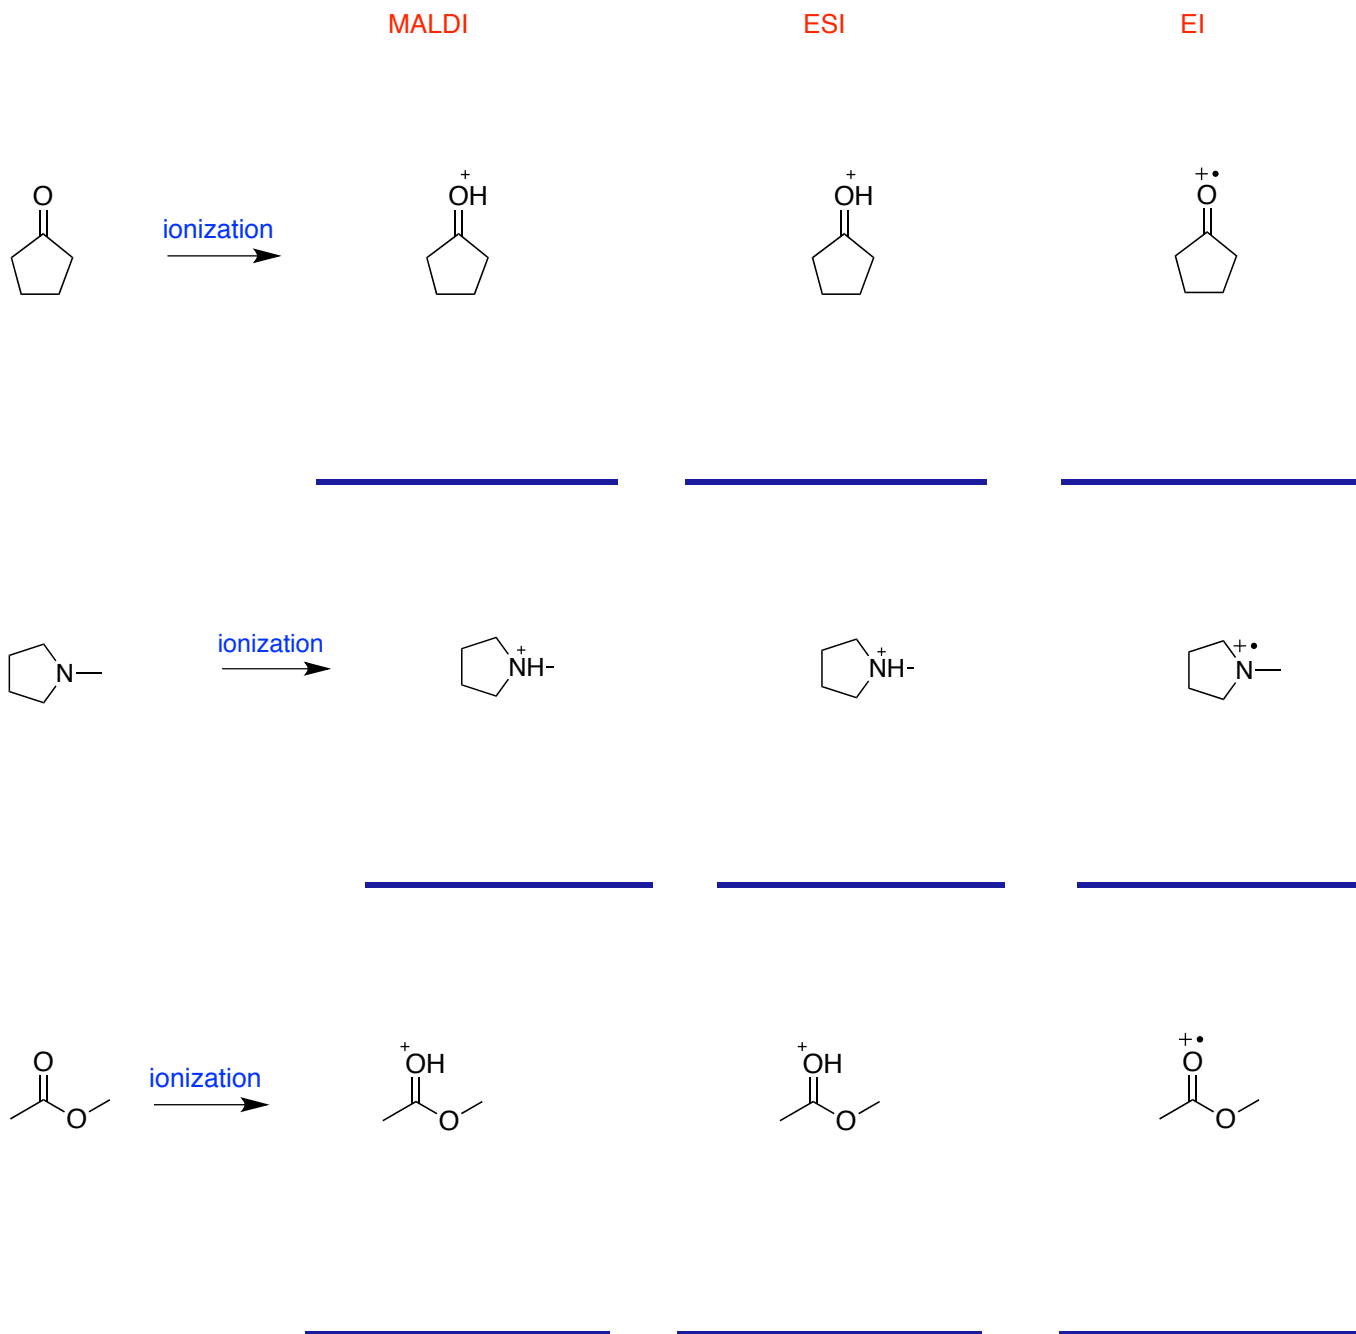 MALDI ESI EI
+ + +•
O OH OH O
ionization
+ + +•
ionization
N NH NH N
+ + +•
O OH OH O
ionization
O O O O